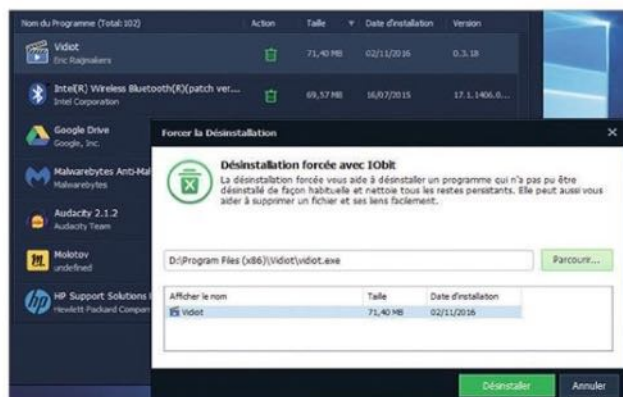 Nom du Programme (Total: 102) Action Taille Date d'installation Version
Vidiot
Eric Raijmakers
71,40 MB 02/11/2016 0.3.18
Intel(R) Wireless Bluetooth(R)(patch ver...
Intel Corporation
69,57 MB 16/07/2015 17.1.1406.0...
Google Drive
Google, Inc.
Malwarebytes Anti-Mal
Malwarebytes
Audacity 2.1.2
Audacity Team
Molotov
undefined
HP Support Solutions
Hewlett Packard Compan
Forcer la Désinstallation
Désinstallation forcée avec IObit
La désinstallation forcée vous aide à désinstaller un programme qui n'a pas pu être
désinstallé de façon habituelle et nettoie tous les restes persistants. Elle peut aussi vous
aider à supprimer un fichier et ses liens facilement.
D:\Program Files (x86)\Vidiot\vidiot.exe Parcourir...
Afficher le nom Taille Date d'installation
Vidiot 71,40 MB 02/11/2016
Désinstaller Annuler